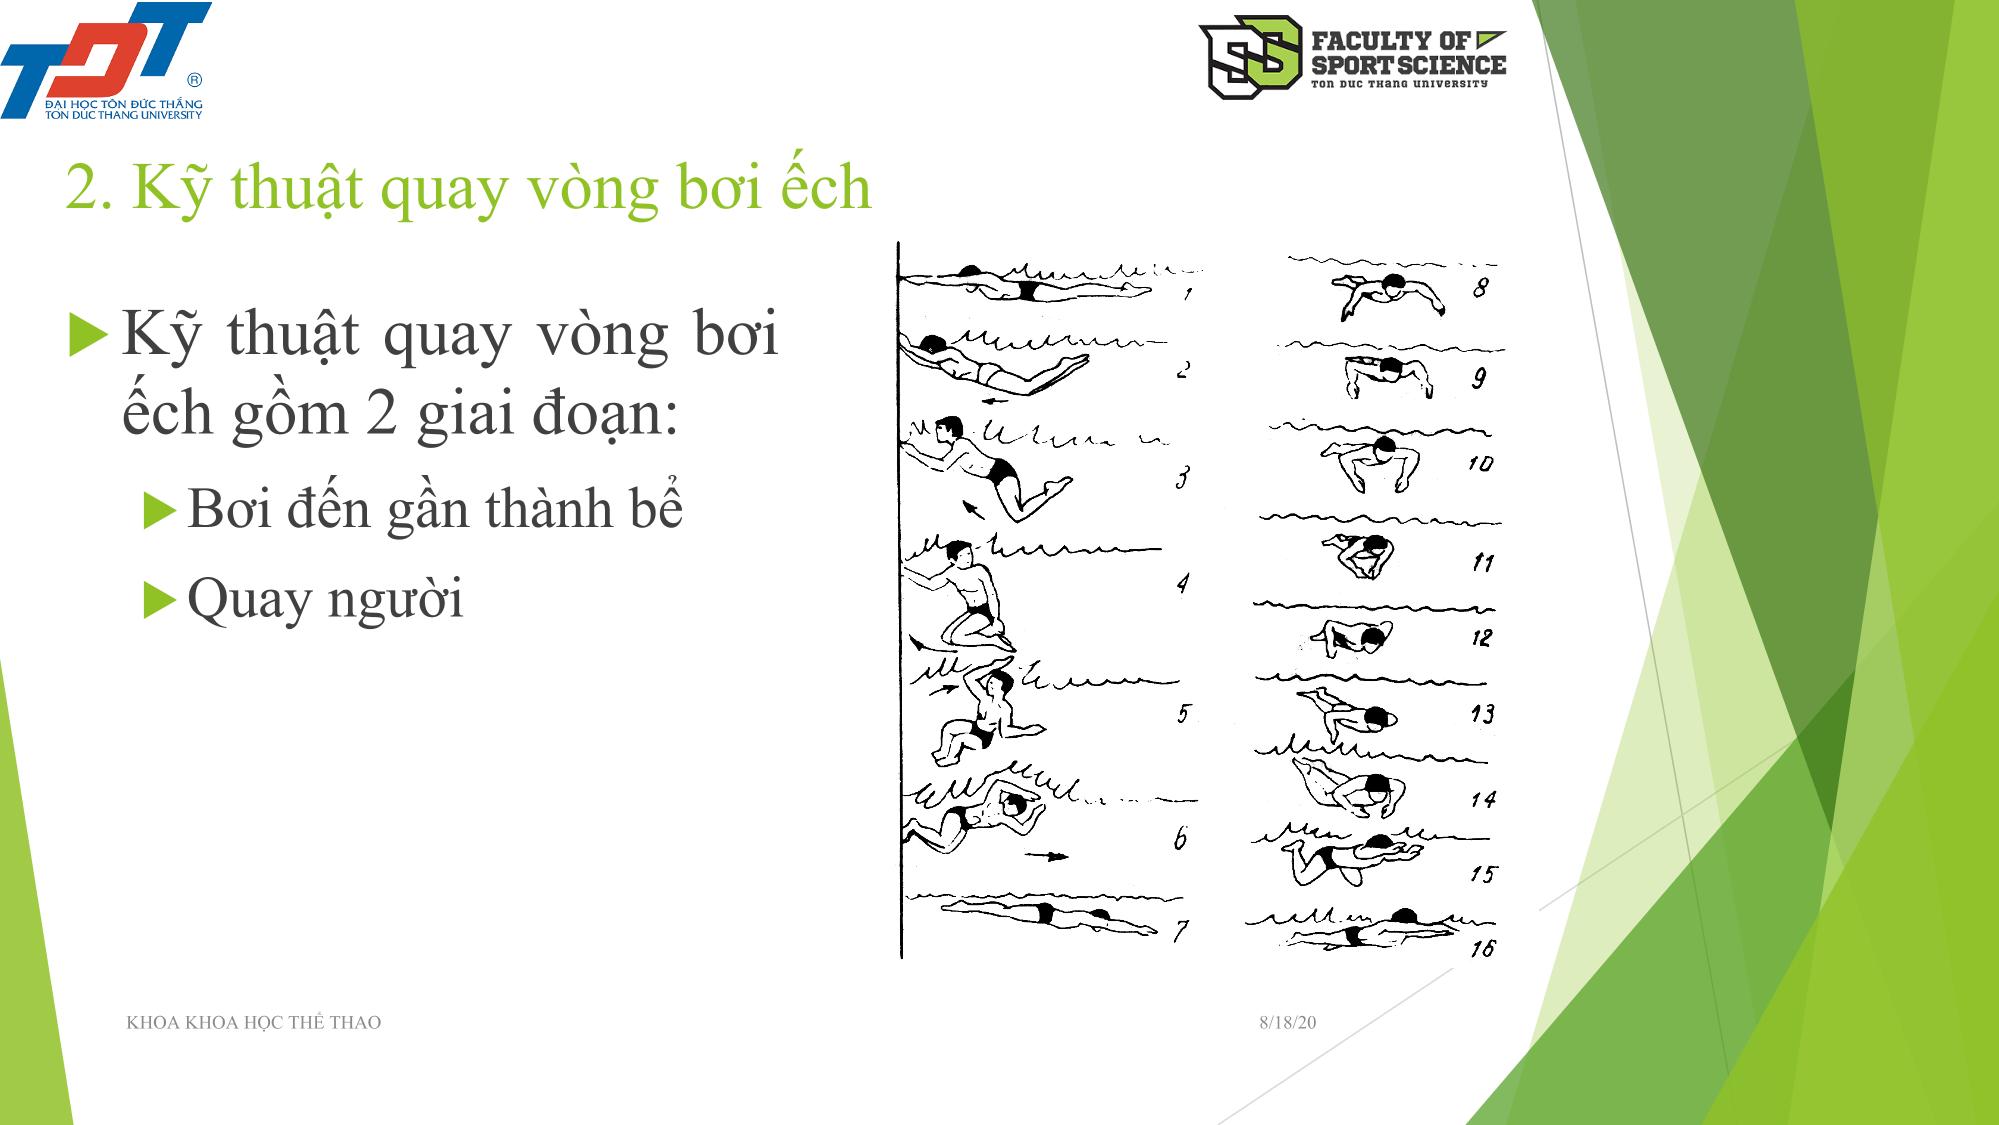 TDT ®
ĐẠI HỌC TÔN ĐỨC THẮNG
TON DUC THANG UNIVERSITY
SS
FACULTY OF
SPORT SCIENCE
TON DUC THANG UNIVERSITY
2. Kỹ thuật quay vòng bơi ếch
Kỹ thuật quay vòng bơi
ếch gồm 2 giai đoạn:
Bơi đến gần thành bể
Quay người
1
2
3
4
5
6
7
8
9
10
11
12
13
14
15
16
KHOA KHOA HỌC THỂ THAO
8/18/20